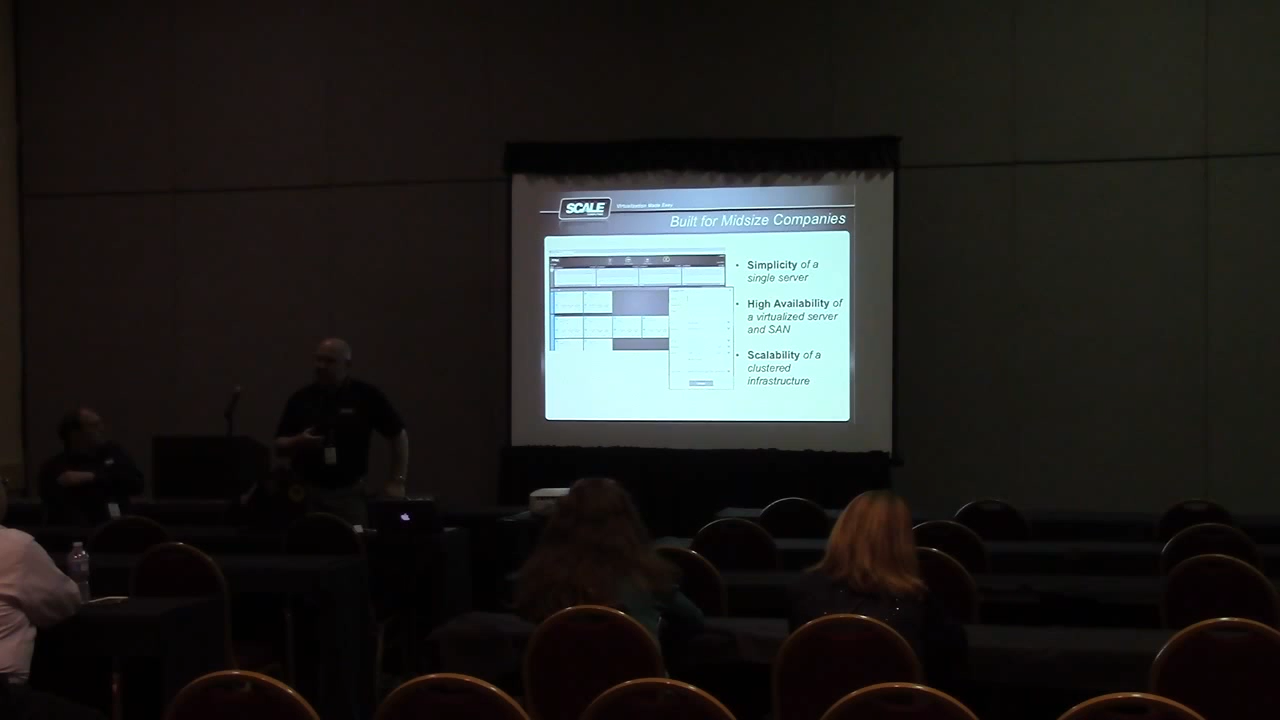 SCALE
Virtualization Made Easy
Built for Midsize Companies
• Simplicity of a
single server
• High Availability of
a virtualized server
and SAN
• Scalability of a
clustered
infrastructure